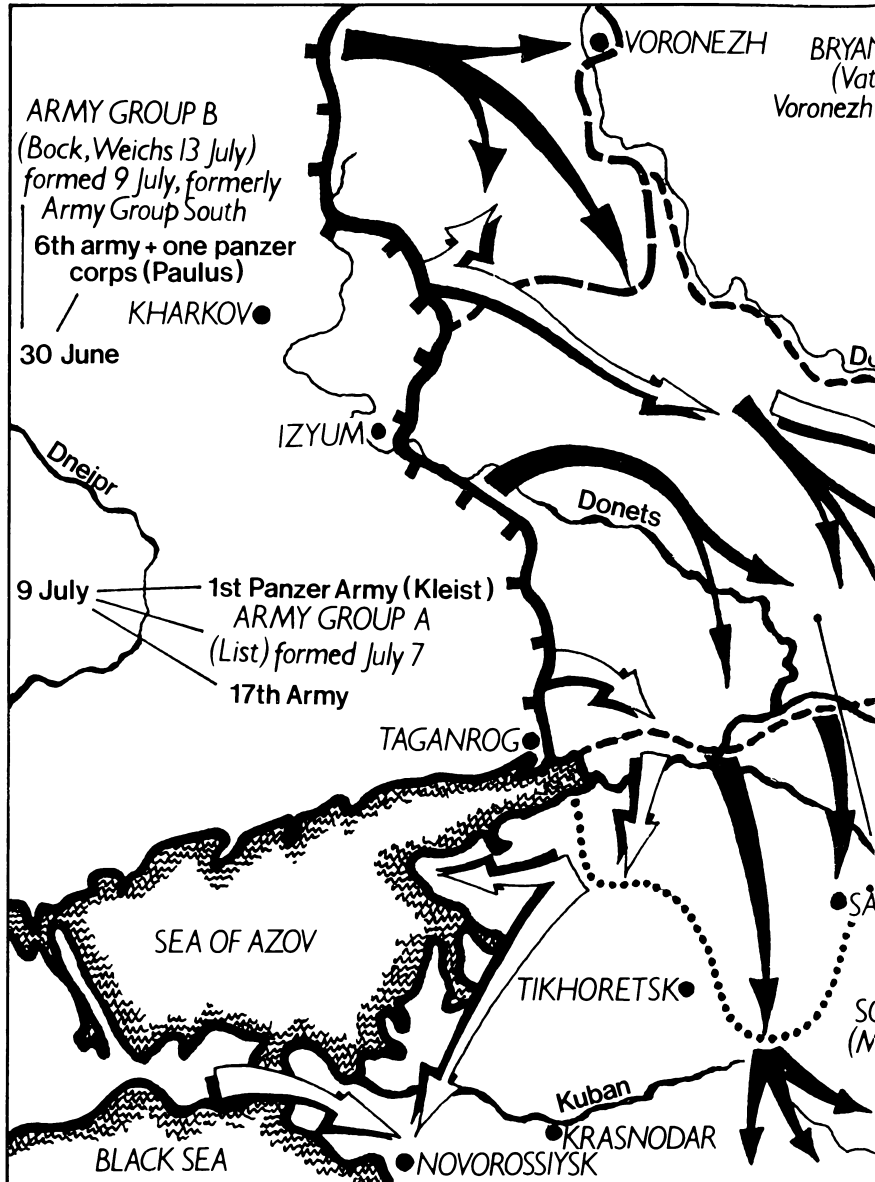 VORONEZH
BRYAN
(Vat
Voronezh
ARMY GROUP B
(Bock, Weichs 13 July)
formed 9 July, formerly
Army Group South
6th army + one panzer
corps (Paulus)
KHARKOV
30 June
IZYUM
Dnejpr
Donets
9 July
1st Panzer Army (Kleist)
ARMY GROUP A
(List) formed July 7
17th Army
TAGANROG
SEA OF AZOV
TIKHORETSK
Kuban
KRASNODAR
BLACK SEA
NOVOROSSIYSK